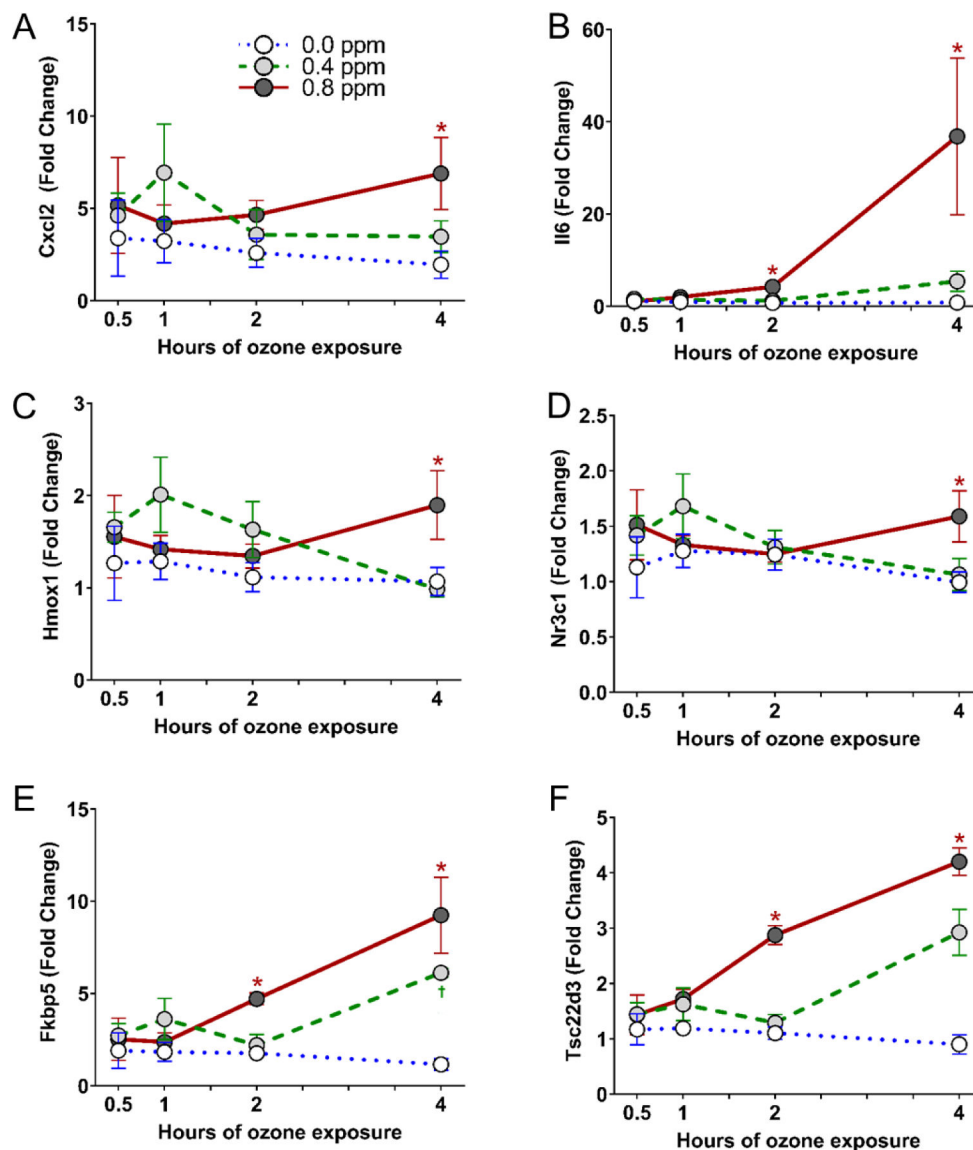 A
Cxcl2 (Fold Change)
15
10
5
0
0.5 1 2 4
Hours of ozone exposure
0.0 ppm
0.4 ppm
0.8 ppm
*
B
Il6 (Fold Change)
60
40
20
0
0.5 1 2 4
Hours of ozone exposure
*
*
C
Hmox1 (Fold Change)
3
2
1
0
0.5 1 2 4
Hours of ozone exposure
*
D
Nr3c1 (Fold Change)
2.5
2.0
1.5
1.0
0.5
0.0
0.5 1 2 4
Hours of ozone exposure
*
E
Fkbp5 (Fold Change)
15
10
5
0
0.5 1 2 4
Hours of ozone exposure
*
*
†
F
Tsc22d3 (Fold Change)
5
4
3
2
1
0
0.5 1 2 4
Hours of ozone exposure
*
*